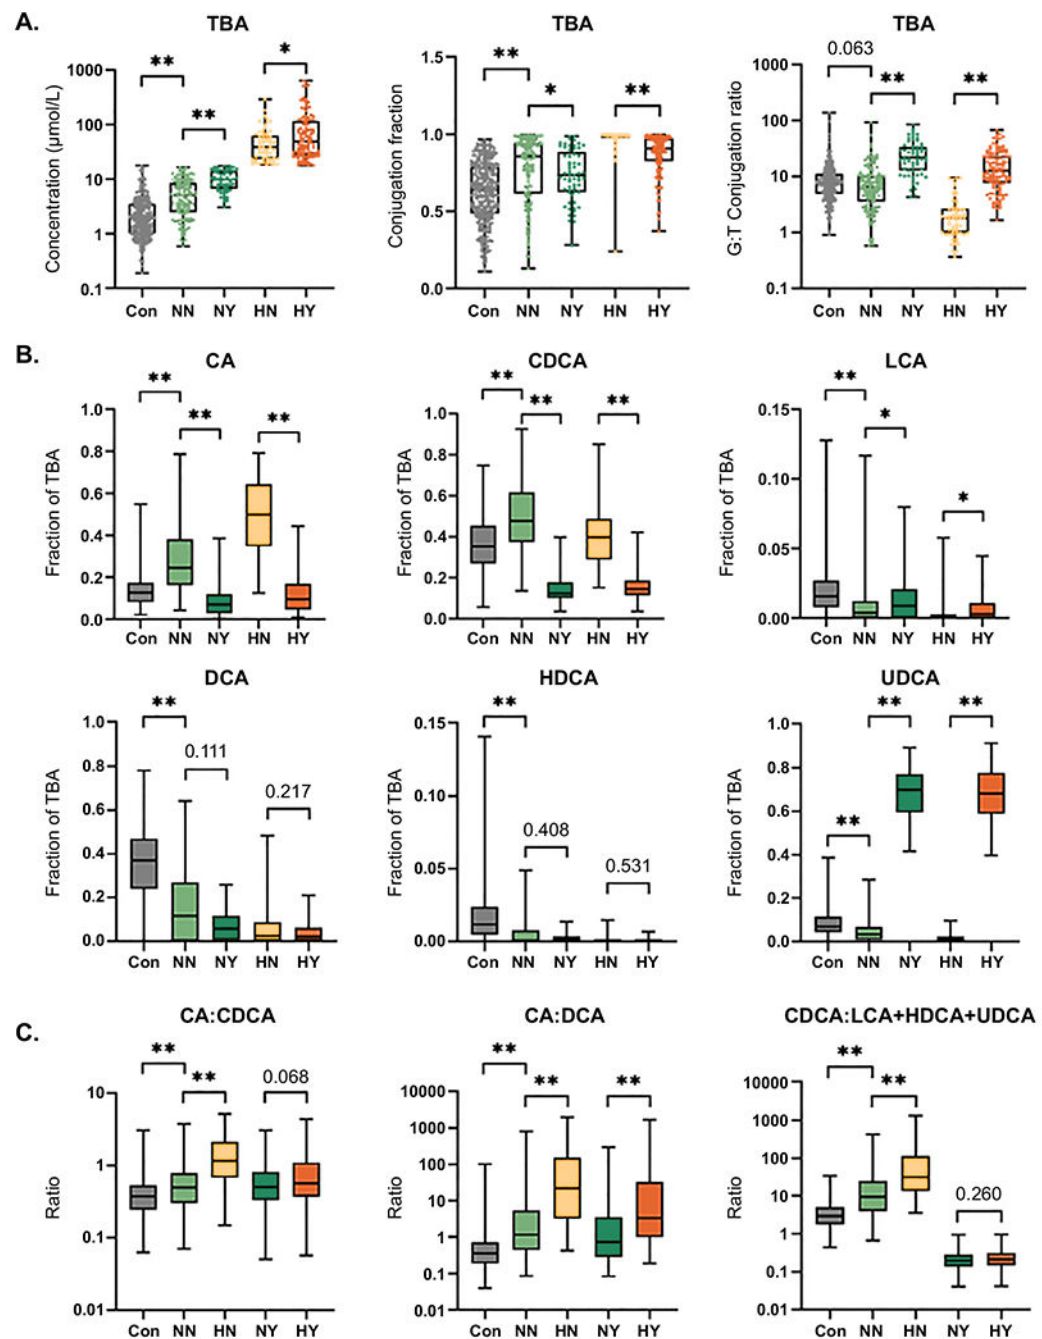 A.
TBA
TBA
TBA
Concentration (µmol/L)
1000
100
10
1
0.1
**
**
*
Con NN NY HN HY
Conjugation fraction
1.5
1.0
0.5
0.0
**
*
**
Con NN NY HN HY
G:T Conjugation ratio
1000
100
10
1
0.1
0.063
**
**
Con NN NY HN HY
B.
CA
Fraction of TBA
1.0
0.8
0.6
0.4
0.2
0.0
**
**
**
Con NN NY HN HY
CDCA
Fraction of TBA
1.0
0.8
0.6
0.4
0.2
0.0
**
**
**
Con NN NY HN HY
LCA
Fraction of TBA
0.15
0.10
0.05
0.00
**
*
*
Con NN NY HN HY
DCA
Fraction of TBA
1.0
0.8
0.6
0.4
0.2
0.0
**
0.111
0.217
Con NN NY HN HY
HDCA
Fraction of TBA
0.15
0.10
0.05
0.00
**
0.408
0.531
Con NN NY HN HY
UDCA
Fraction of TBA
1.0
0.8
0.6
0.4
0.2
0.0
**
**
**
Con NN NY HN HY
C.
CA:CDCA
Ratio
10
1
0.1
0.01
**
**
0.068
Con NN HN NY HY
CA:DCA
Ratio
10000
1000
100
10
1
0.1
0.01
**
**
**
Con NN HN NY HY
CDCA:LCA+HDCA+UDCA
Ratio
10000
1000
100
10
1
0.1
0.01
**
**
0.260
Con NN HN NY HY